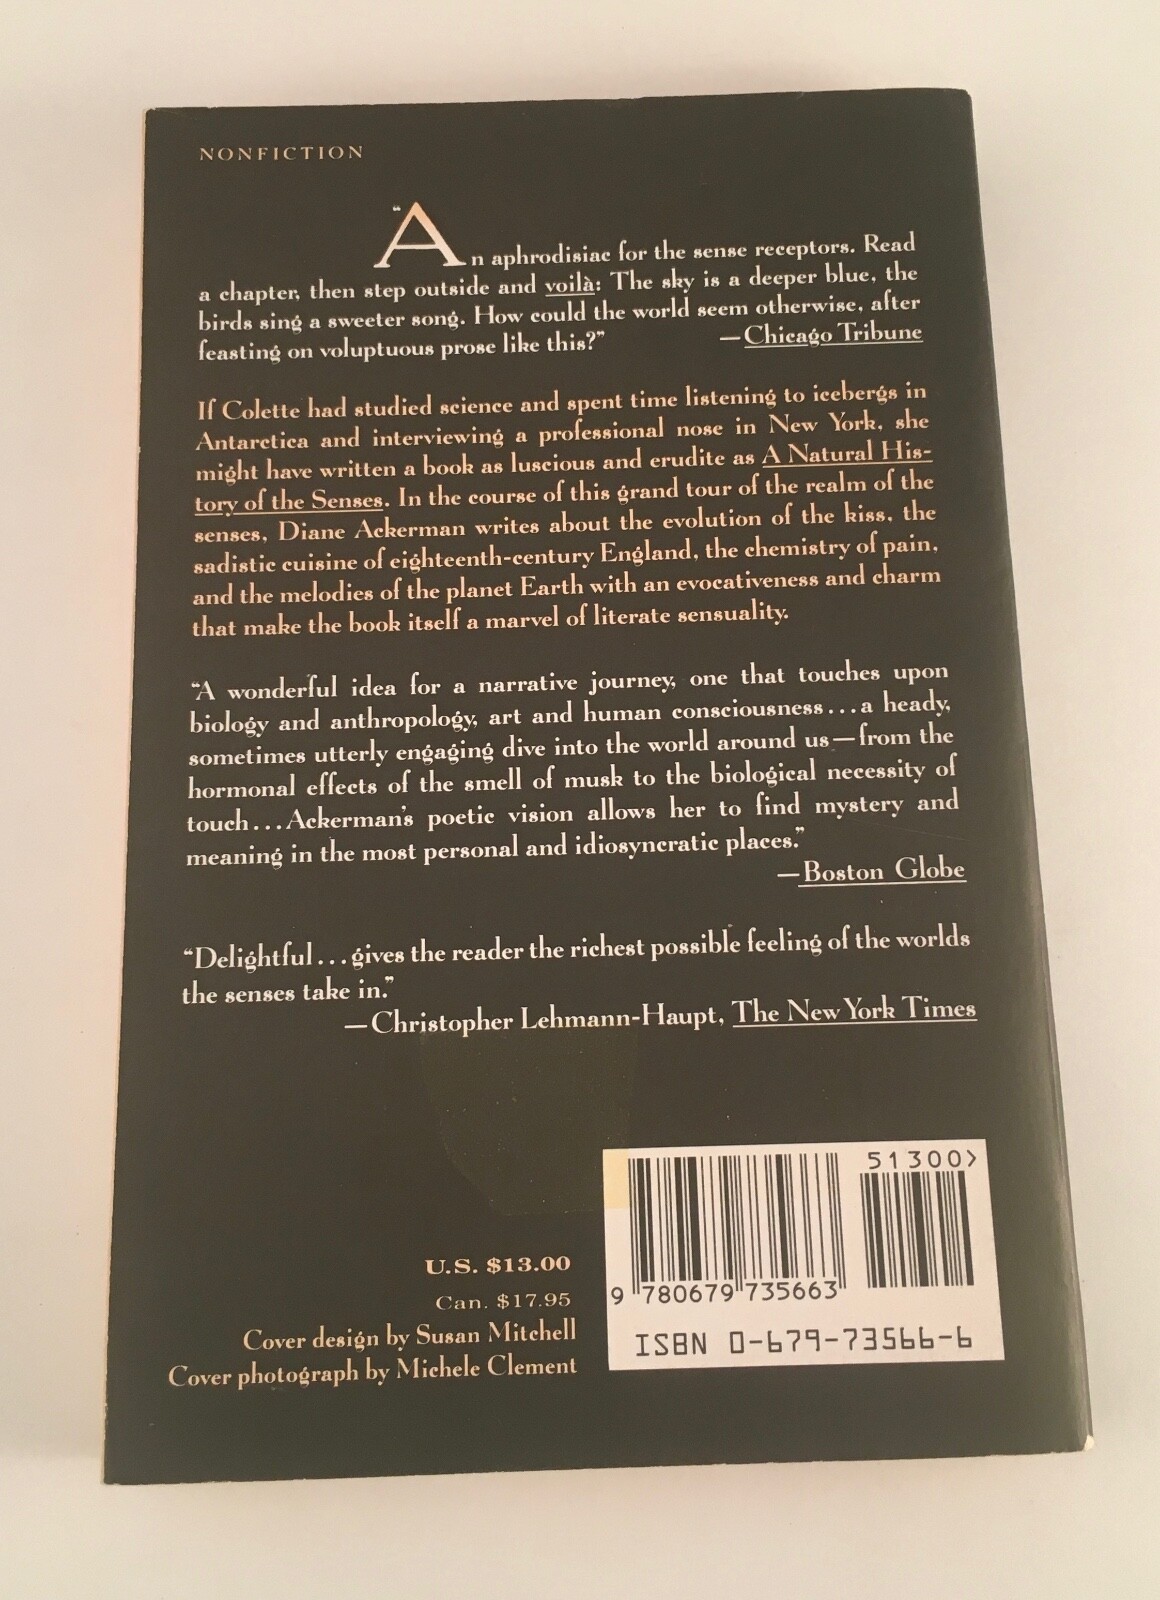 NONFICTION
“An aphrodisiac for the sense receptors. Read
a chapter, then step outside and voilà: The sky is a deeper blue, the
birds sing a sweeter song. How could the world seem otherwise, after
feasting on voluptuous prose like this?” —Chicago Tribune
If Colette had studied science and spent time listening to icebergs in
Antarctica and interviewing a professional nose in New York, she
might have written a book as luscious and erudite as A Natural His-
tory of the Senses. In the course of this grand tour of the realm of the
senses, Diane Ackerman writes about the evolution of the kiss, the
sadistic cuisine of eighteenth-century England, the chemistry of pain,
and the melodies of the planet Earth with an evocativeness and charm
that make the book itself a marvel of literate sensuality.
“A wonderful idea for a narrative journey, one that touches upon
biology and anthropology, art and human consciousness...a heady,
sometimes utterly engaging dive into the world around us—from the
hormonal effects of the smell of musk to the biological necessity of
touch...Ackerman's poetic vision allows her to find mystery and
meaning in the most personal and idiosyncratic places.”
—Boston Globe
“Delightful...gives the reader the richest possible feeling of the worlds
the senses take in.”
—Christopher Lehmann-Haupt, The New York Times
51300>
9 780679 735663
ISBN 0-679-73566-6
U.S. $13.00
Can. $17.95
Cover design by Susan Mitchell
Cover photograph by Michele Clement